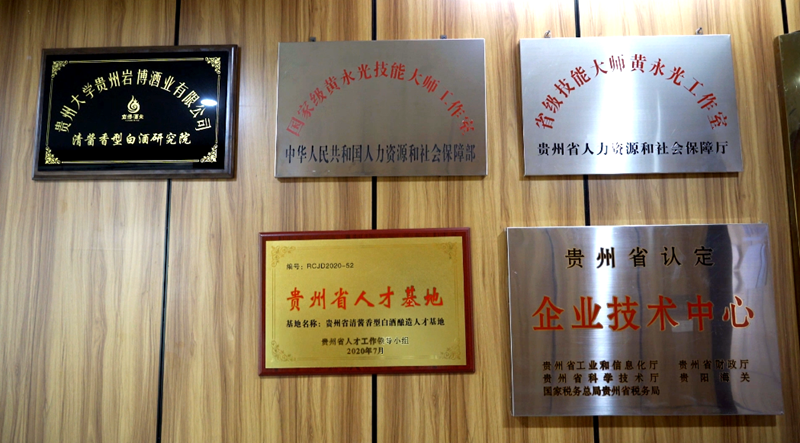 贵州大学贵州岩博酒业有限公司
清酱香型白酒研究院
国家级黄永光技能大师工作室
中华人民共和国人力资源和社会保障部
省级技能大师黄永光工作室
贵州省人力资源和社会保障厅
编号：RCJD2020-52
贵州省人才基地
基地名称：贵州省清酱香型白酒酿造人才基地
贵州省人才工作领导小组
2020年7月
贵州省认定
企业技术中心
贵州省工业和信息化厅 贵州省财政厅
贵州省科学技术厅 贵阳海关
国家税务总局贵州省税务局